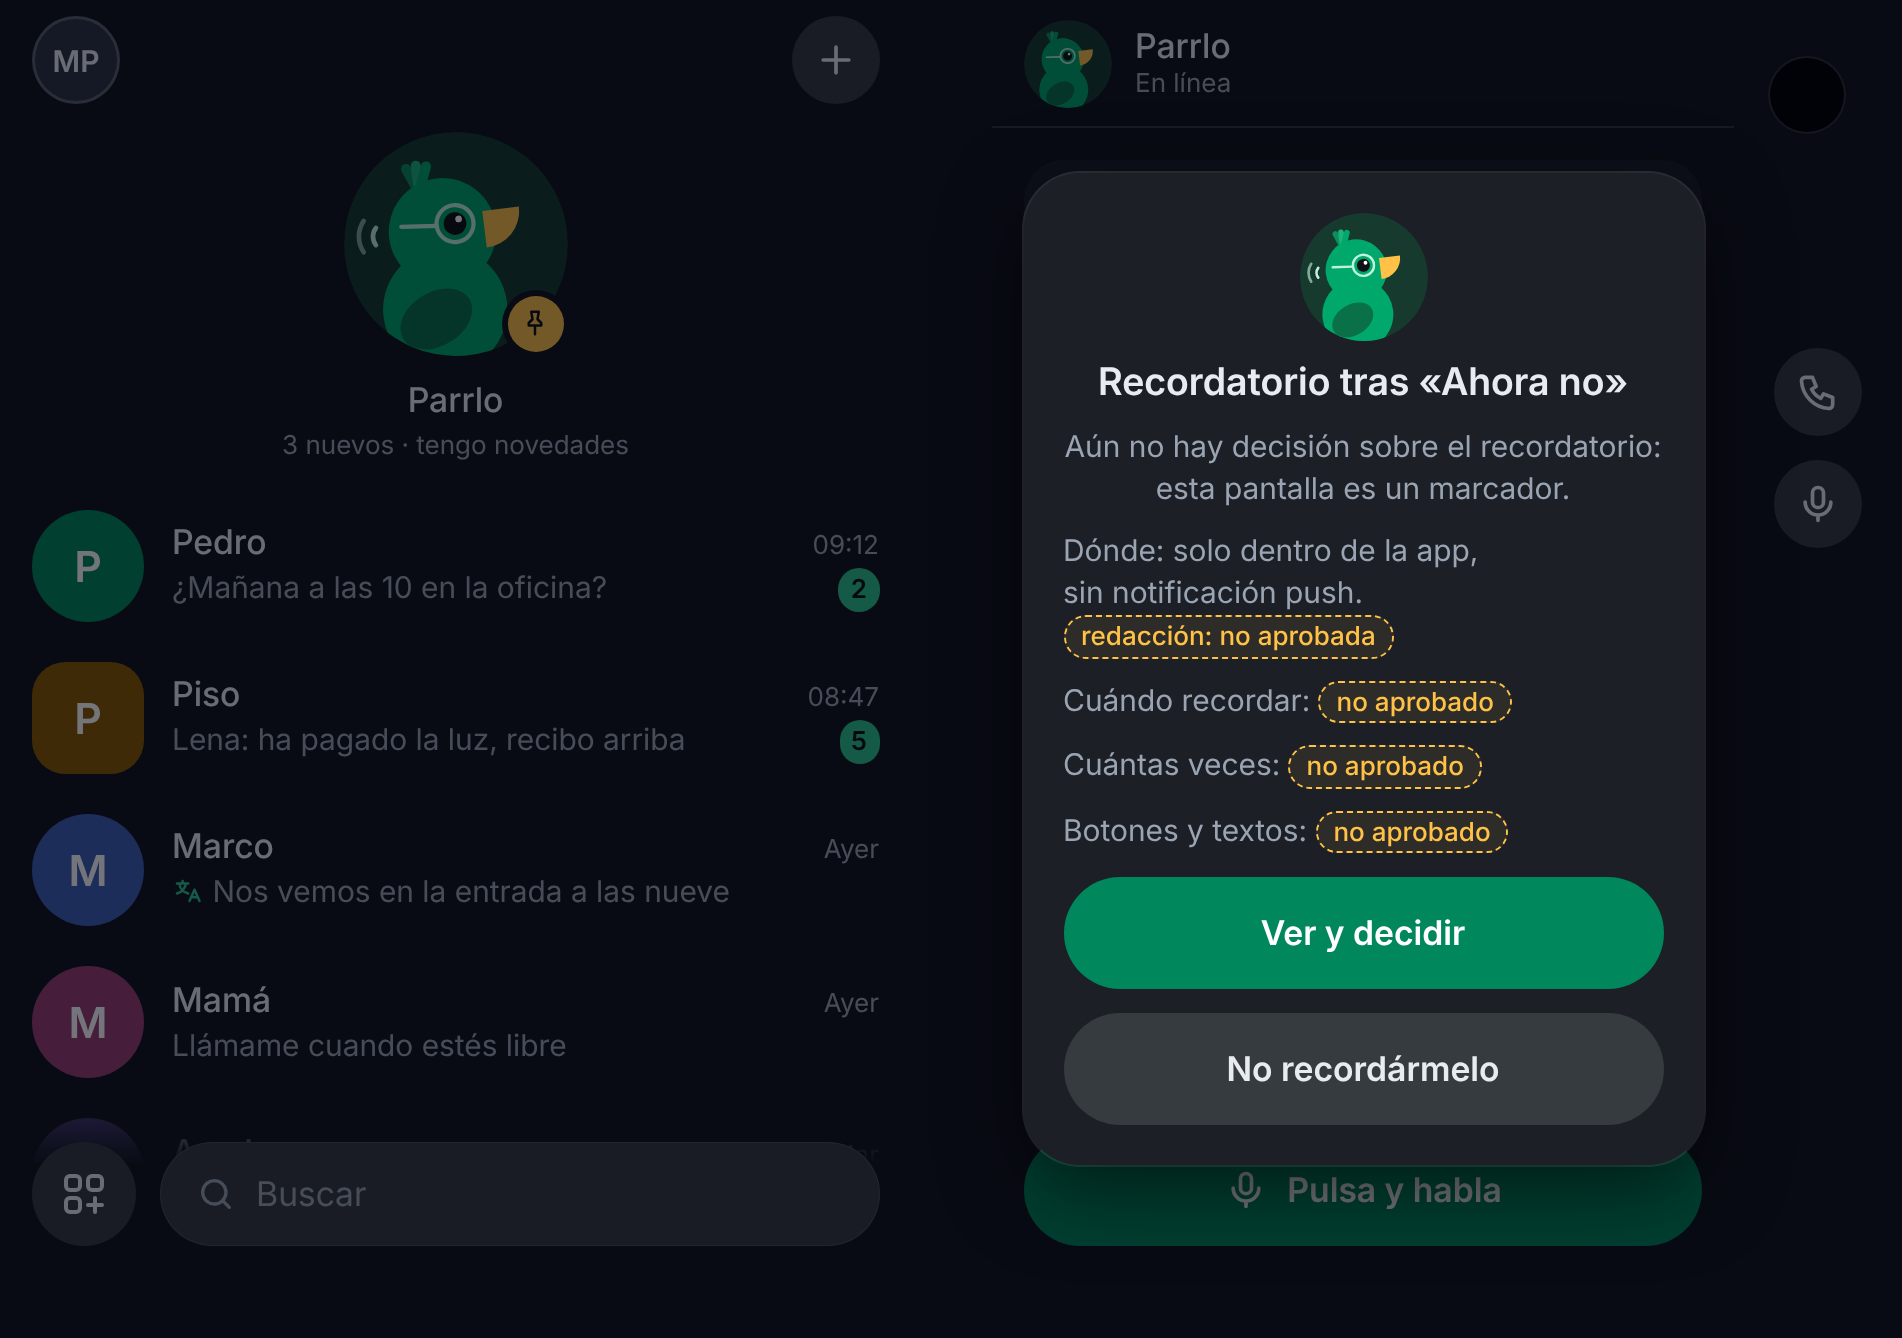 MP
Parrlo
3 nuevos · tengo novedades
P
Pedro
09:12
¿Mañana a las 10 en la oficina?
2
P
Piso
08:47
Lena: ha pagado la luz, recibo arriba
5
M
Marco
Ayer
Nos vemos en la entrada a las nueve
M
Mamá
Ayer
Llámame cuando estés libre
Buscar
Parrlo
En línea
Recordatorio tras «Ahora no»
Aún no hay decisión sobre el recordatorio:
esta pantalla es un marcador.
Dónde: solo dentro de la app,
sin notificación push.
redacción: no aprobada
Cuándo recordar: no aprobado
Cuántas veces: no aprobado
Botones y textos: no aprobado
Ver y decidir
No recordármelo
Pulsa y habla